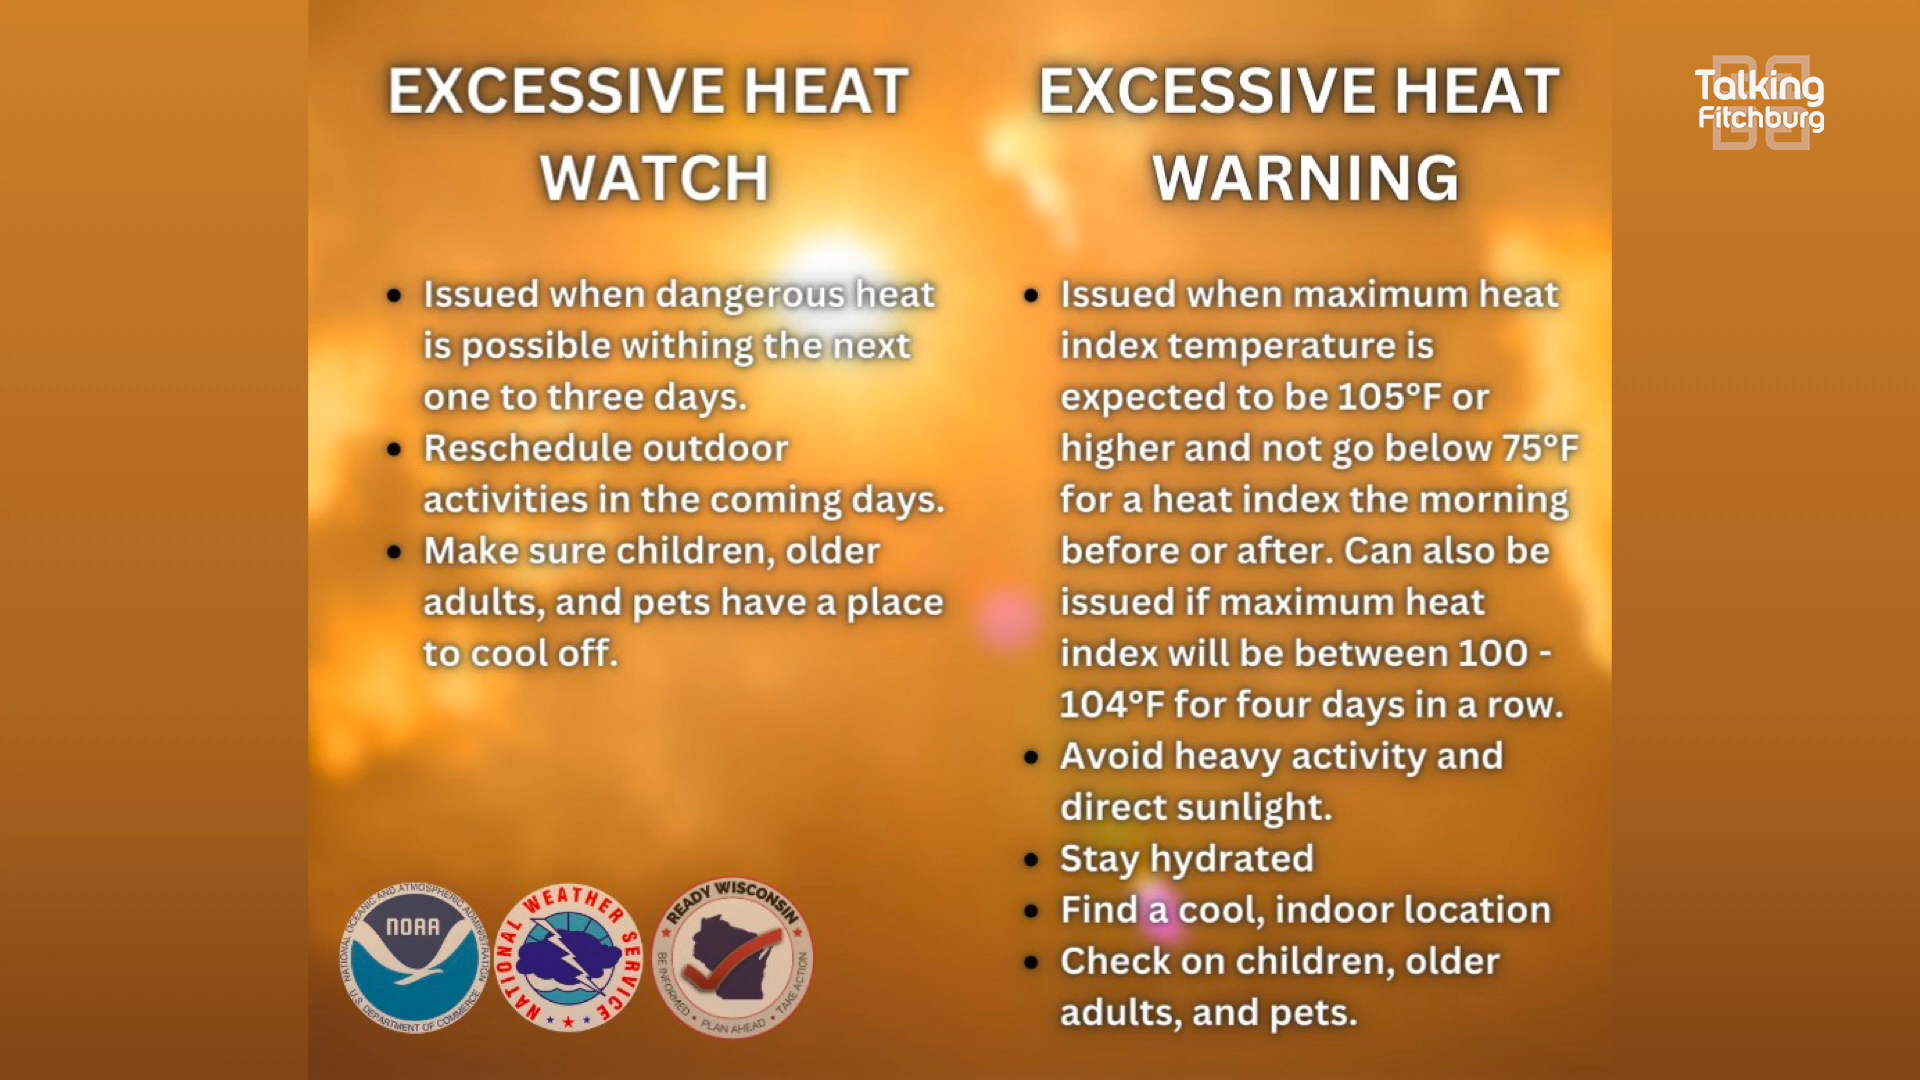 EXCESSIVE HEAT
WATCH
• Issued when dangerous heat
is possible withing the next
one to three days.
• Reschedule outdoor
activities in the coming days.
• Make sure children, older
adults, and pets have a place
to cool off.
EXCESSIVE HEAT
WARNING
• Issued when maximum heat
index temperature is
expected to be 105°F or
higher and not go below 75°F
for a heat index the morning
before or after. Can also be
issued if maximum heat
index will be between 100 -
104°F for four days in a row.
• Avoid heavy activity and
direct sunlight.
• Stay hydrated
• Find a cool, indoor location
• Check on children, older
adults, and pets.
Talking
Fitchburg
NATIONAL OCEANIC AND ATMOSPHERIC ADMINISTRATION
NOAA
U.S. DEPARTMENT OF COMMERCE
NATIONAL WEATHER SERVICE
READY WISCONSIN
BE INFORMED • PLAN AHEAD • TAKE ACTION